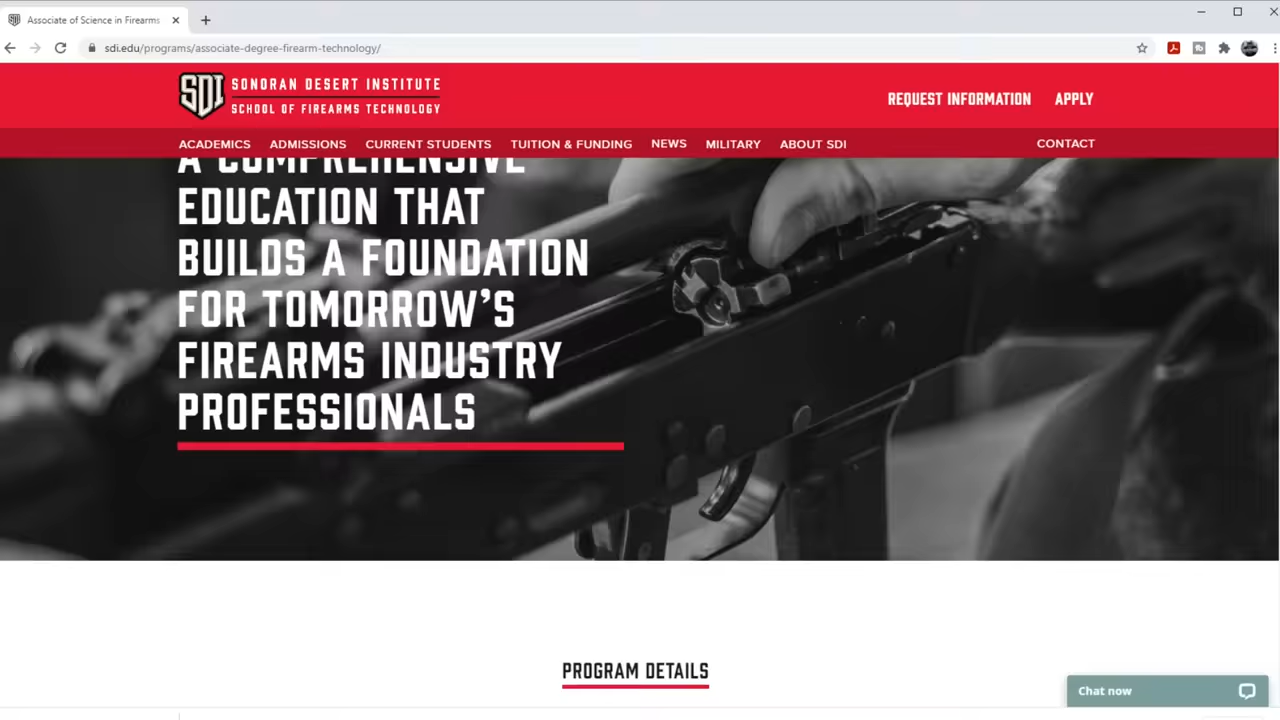 Associate of Science in Firearms
sdi.edu/programs/associate-degree-firearm-technology/
SDI
SONORAN DESERT INSTITUTE
SCHOOL OF FIREARMS TECHNOLOGY
REQUEST INFORMATION
APPLY
ACADEMICS
ADMISSIONS
CURRENT STUDENTS
TUITION & FUNDING
NEWS
MILITARY
ABOUT SDI
CONTACT
A COMPREHENSIVE
EDUCATION THAT
BUILDS A FOUNDATION
FOR TOMORROW'S
FIREARMS INDUSTRY
PROFESSIONALS
PROGRAM DETAILS
Chat now